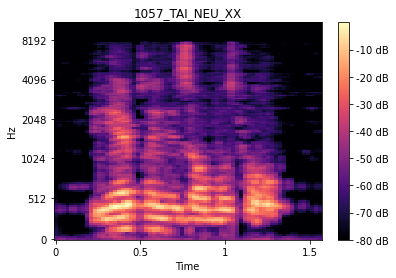 1057_TAI_NEU_XX
8192
4096
2048
1024
512
0
Hz
0
0.5
1
1.5
Time
-10 dB
-20 dB
-30 dB
-40 dB
-50 dB
-60 dB
-70 dB
-80 dB